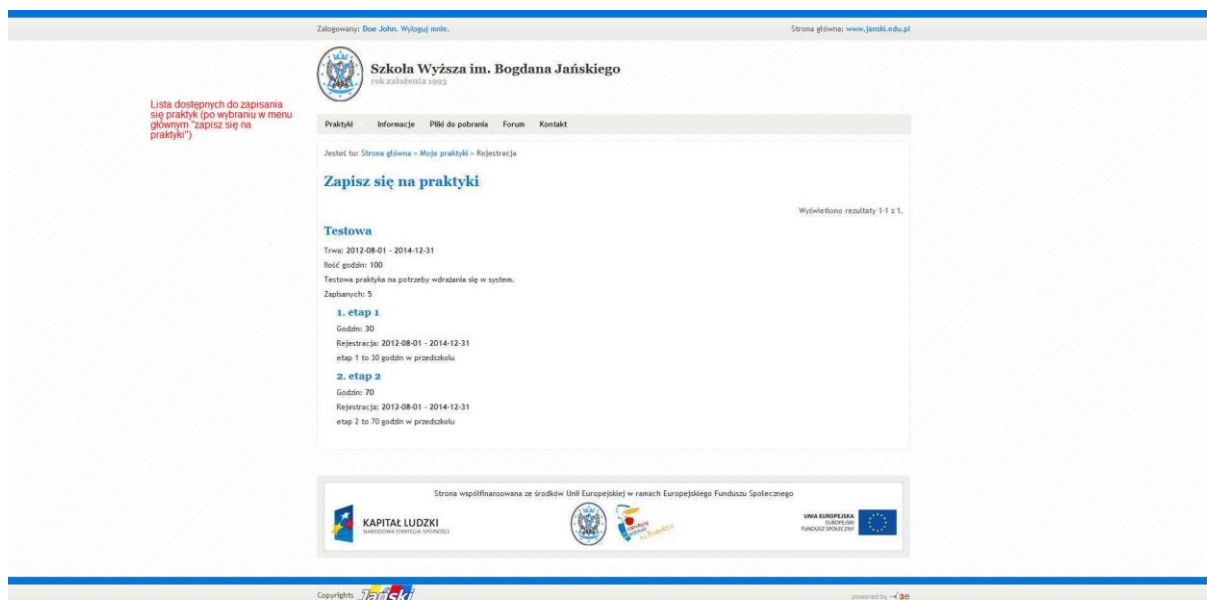 Zalogowany: Doe John. Wyloguj mnie.
Strona główna: www.janski.edu.pl
Szkoła Wyższa im. Bogdana Jańskiego
rok założenia 1993
Lista dostępnych do zapisania
się praktyk (po wybraniu w menu
głównym "zapisz się na
praktyki")
Praktyki Informacje Pliki do pobrania Forum Kontakt
Jesteś tu: Strona główna » Moje praktyki » Rejestracja
Zapisz się na praktyki
Wyświetlono rezultaty 1-1 z 1.
Testowa
Trwa: 2012-08-01 - 2014-12-31
Ilość godzin: 100
Testowa praktyka na potrzeby wdrażania się w system.
Zapisanych: 5
1. etap 1
Godzin: 30
Rejestracja: 2012-08-01 - 2014-12-31
etap 1 to 30 godzin w przedszkolu
2. etap 2
Godzin: 70
Rejestracja: 2012-08-01 - 2014-12-31
etap 2 to 70 godzin w przedszkolu
Strona współfinansowana ze środków Unii Europejskiej w ramach Europejskiego Funduszu Społecznego
KAPITAŁ LUDZKI
NARODOWA STRATEGIA SPÓJNOŚCI
UNIA EUROPEJSKA
EUROPEJSKI
FUNDUSZ SPOŁECZNY
Copyrights Jański
powered by 3e